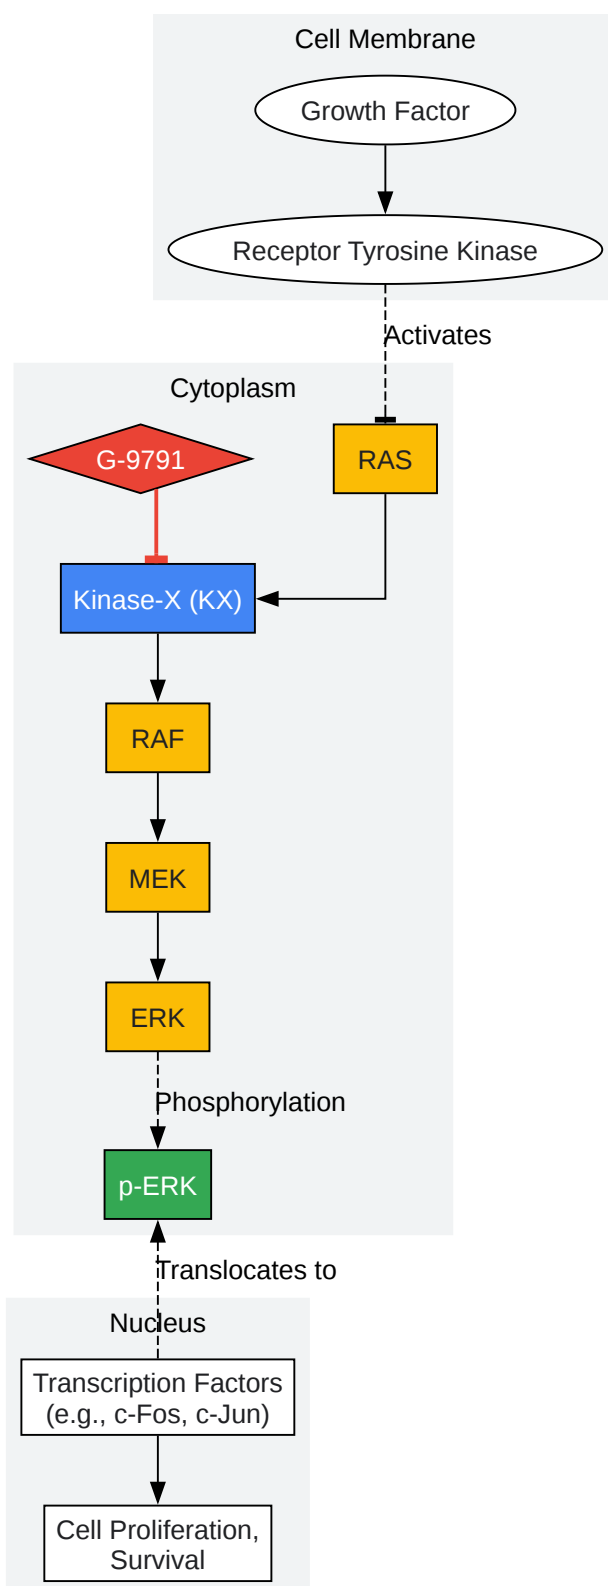 Cell Membrane
Growth Factor
Receptor Tyrosine Kinase
Activates
Cytoplasm
G-9791
RAS
Kinase-X (KX)
RAF
MEK
ERK
Phosphorylation
p-ERK
Translocates to
Nucleus
Transcription Factors
(e.g., c-Fos, c-Jun)
Cell Proliferation,
Survival